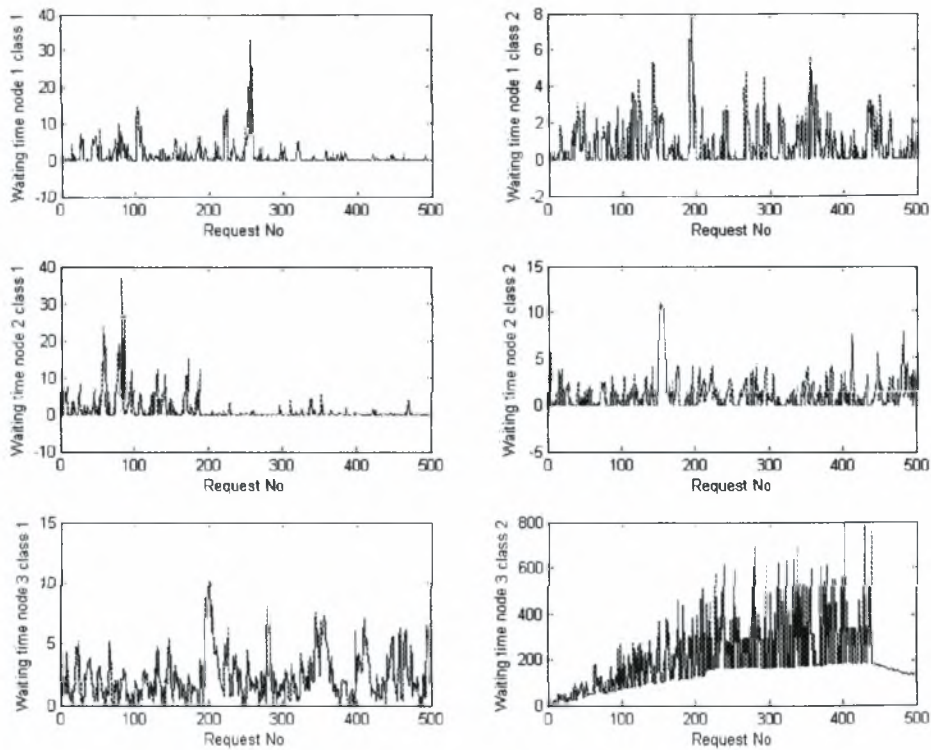 40
30
20
10
0
-10
Waiting time node 1 class 1
0 100 200 300 400 500
Request No
8
6
4
2
0
-2
Waiting time node 1 class 2
0 100 200 300 400 500
Request No
40
30
20
10
0
-10
Waiting time node 2 class 1
0 100 200 300 400 500
Request No
15
10
5
0
-5
Waiting time node 2 class 2
0 100 200 300 400 500
Request No
15
10
5
0
Waiting time node 3 class 1
0 100 200 300 400 500
Request No
800
600
400
200
0
Waiting time node 3 class 2
0 100 200 300 400 500
Request No